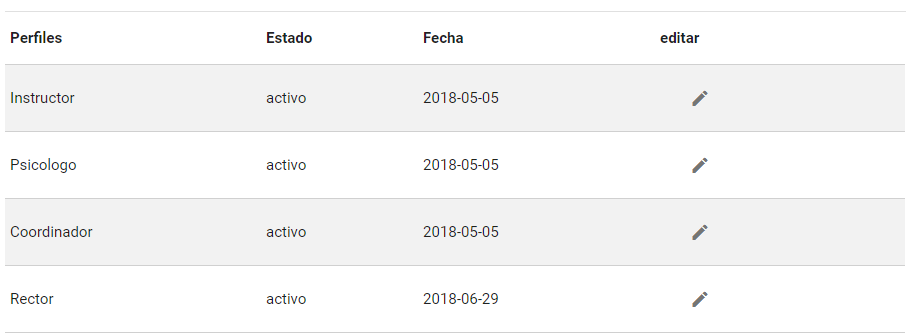 Perfiles Estado Fecha editar
Instructor activo 2018-05-05
Psicologo activo 2018-05-05
Coordinador activo 2018-05-05
Rector activo 2018-06-29